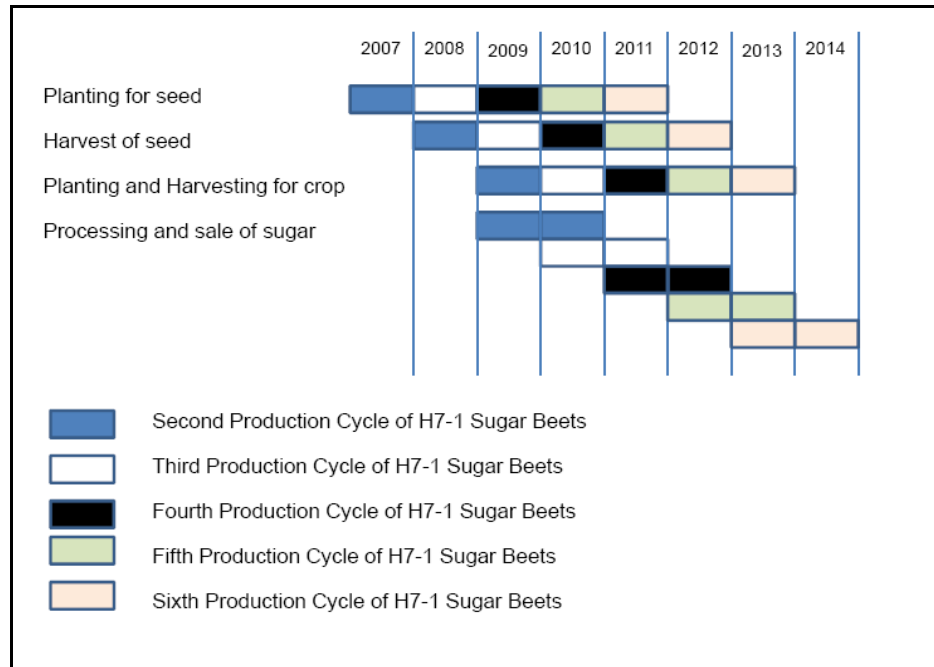 2007 2008 2009 2010 2011 2012 2013 2014
Planting for seed
Harvest of seed
Planting and Harvesting for crop
Processing and sale of sugar
Second Production Cycle of H7-1 Sugar Beets
Third Production Cycle of H7-1 Sugar Beets
Fourth Production Cycle of H7-1 Sugar Beets
Fifth Production Cycle of H7-1 Sugar Beets
Sixth Production Cycle of H7-1 Sugar Beets